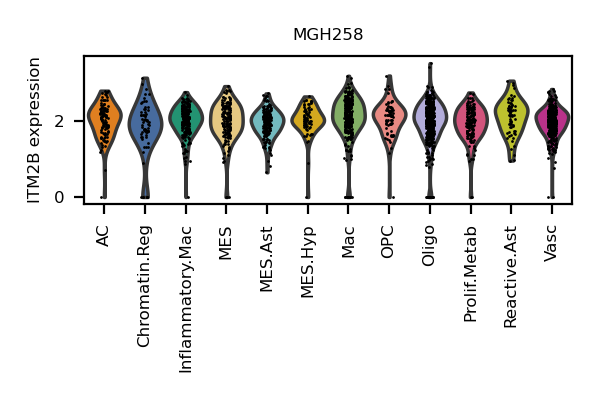 MGH258
ITM2B expression
2
0
AC
Chromatin.Reg
Inflammatory.Mac
MES
MES.Ast
MES.Hyp
Mac
OPC
Oligo
Prolif.Metab
Reactive.Ast
Vasc